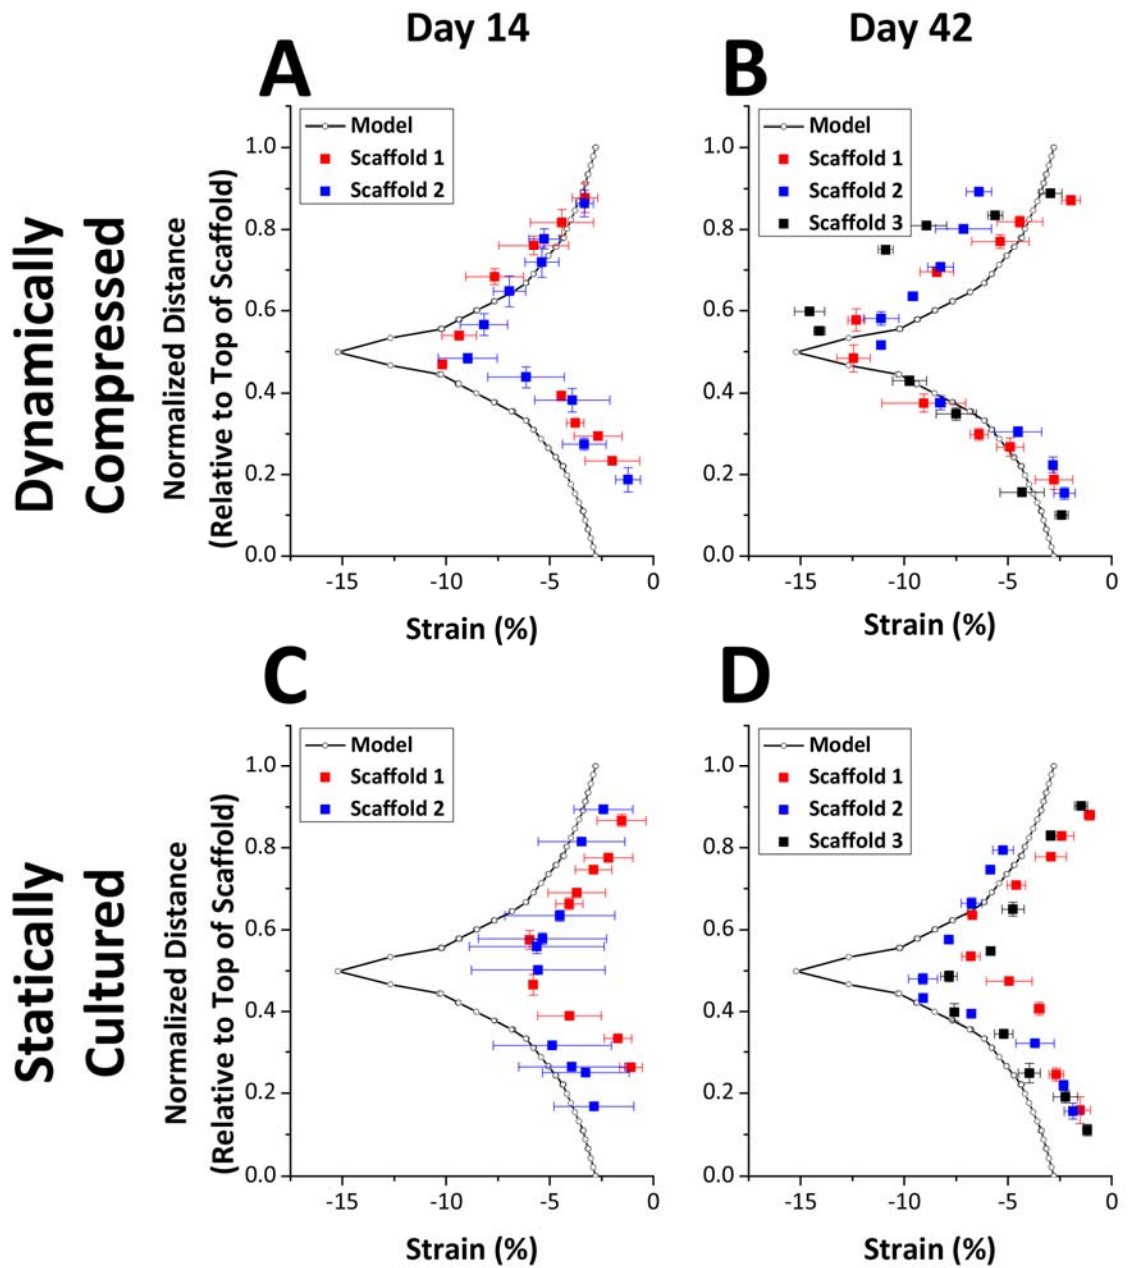 Day 14
Day 42
A
B
Dynamically
Compressed
Normalized Distance
(Relative to Top of Scaffold)
Model
Scaffold 1
Scaffold 2
1.0
0.8
0.6
0.4
0.2
0.0
-15
-10
-5
0
Strain (%)
Model
Scaffold 1
Scaffold 2
Scaffold 3
1.0
0.8
0.6
0.4
0.2
0.0
-15
-10
-5
0
Strain (%)
C
D
Statically
Cultured
Normalized Distance
(Relative to Top of Scaffold)
Model
Scaffold 1
Scaffold 2
1.0
0.8
0.6
0.4
0.2
0.0
-15
-10
-5
0
Strain (%)
Model
Scaffold 1
Scaffold 2
Scaffold 3
1.0
0.8
0.6
0.4
0.2
0.0
-15
-10
-5
0
Strain (%)